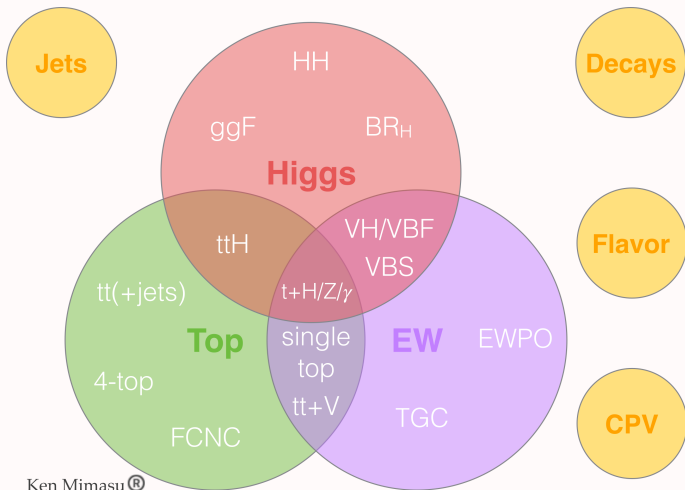 Jets
HH
Decays
ggF
BR_H
Higgs
ttH
VH/VBF
VBS
Flavor
tt(+jets)
t+H/Z/γ
Top
single
top
EW
EWPO
4-top
tt+V
TGC
FCNC
CPV
Ken Mimasu®